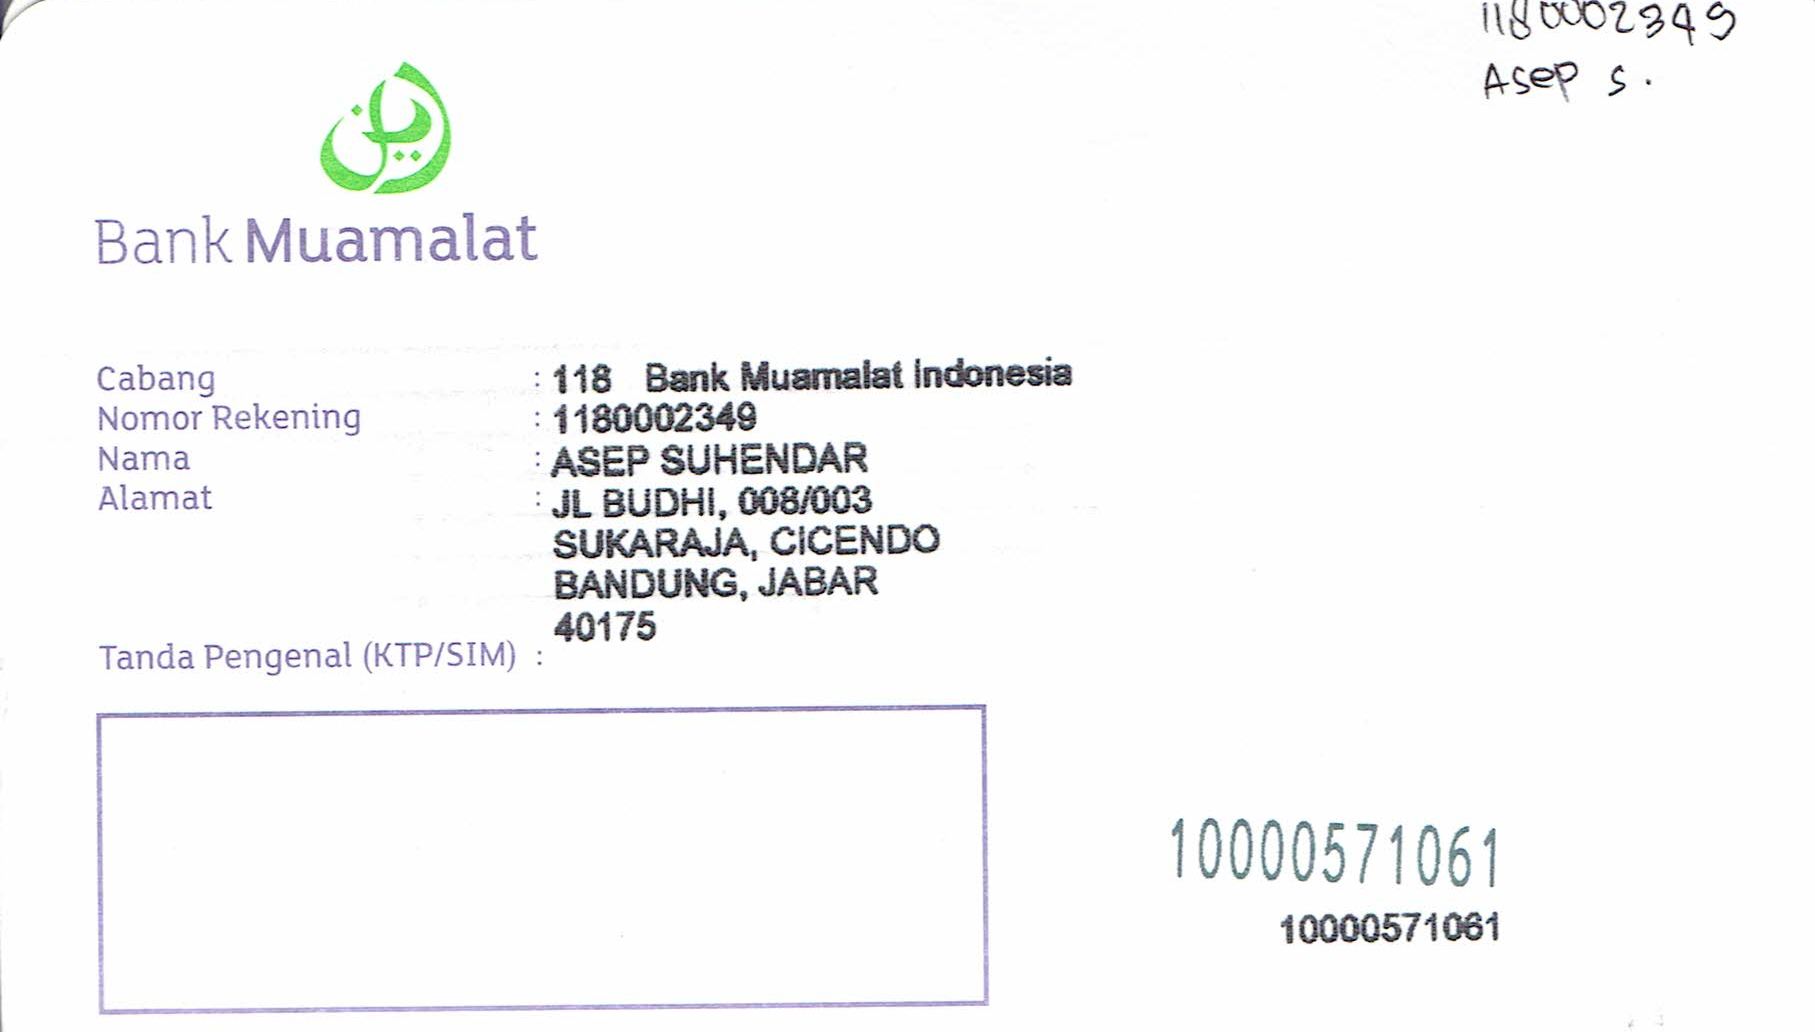 1180002349
Asep S.
Bank Muamalat
Cabang : 118 Bank Muamalat Indonesia
Nomor Rekening : 1180002349
Nama : ASEP SUHENDAR
Alamat : JL BUDHI, 008/003
SUKARAJA, CICENDO
BANDUNG, JABAR
40175
Tanda Pengenal (KTP/SIM) :
10000571061
10000571061